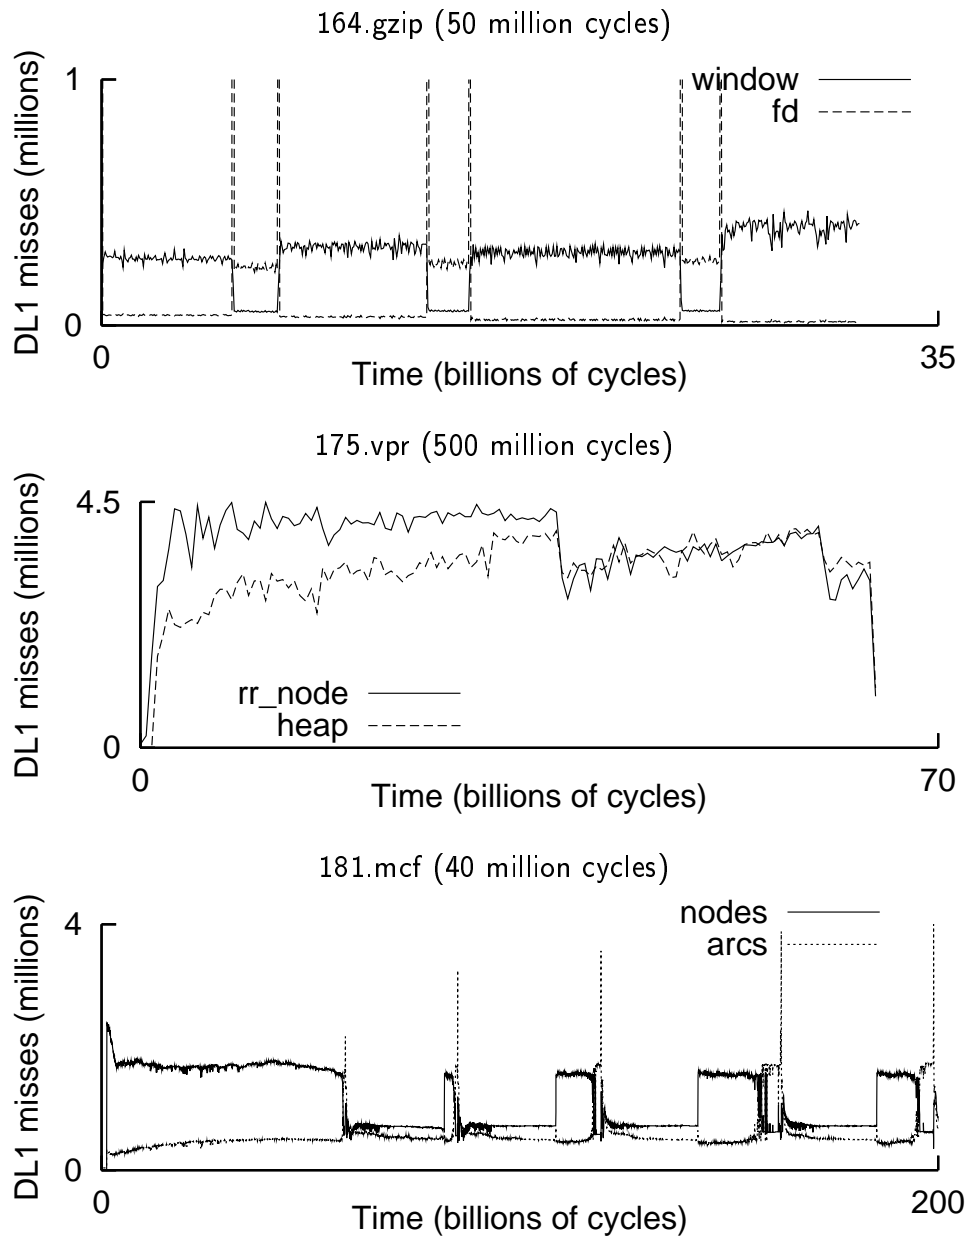 164.gzip (50 million cycles)
DL1 misses (millions)
1
window
fd
0
0
35
Time (billions of cycles)
175.vpr (500 million cycles)
DL1 misses (millions)
4.5
rr_node
heap
0
0
70
Time (billions of cycles)
181.mcf (40 million cycles)
DL1 misses (millions)
4
nodes
arcs
0
0
200
Time (billions of cycles)